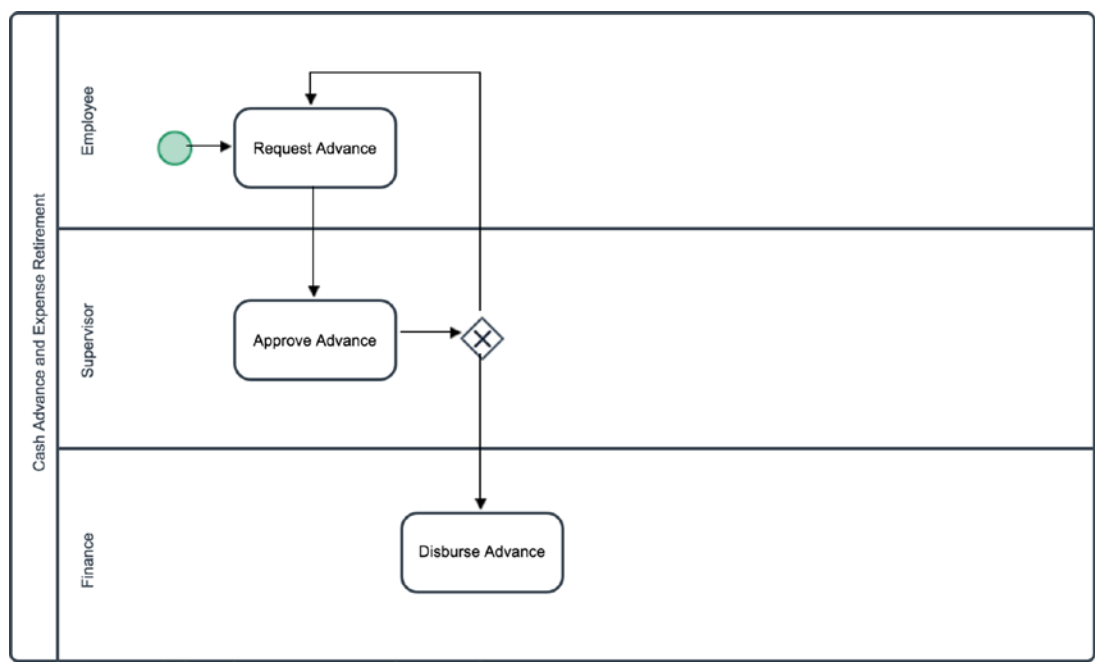 Cash Advance and Expense Retirement
Employee
Request Advance
Supervisor
Approve Advance
Finance
Disburse Advance